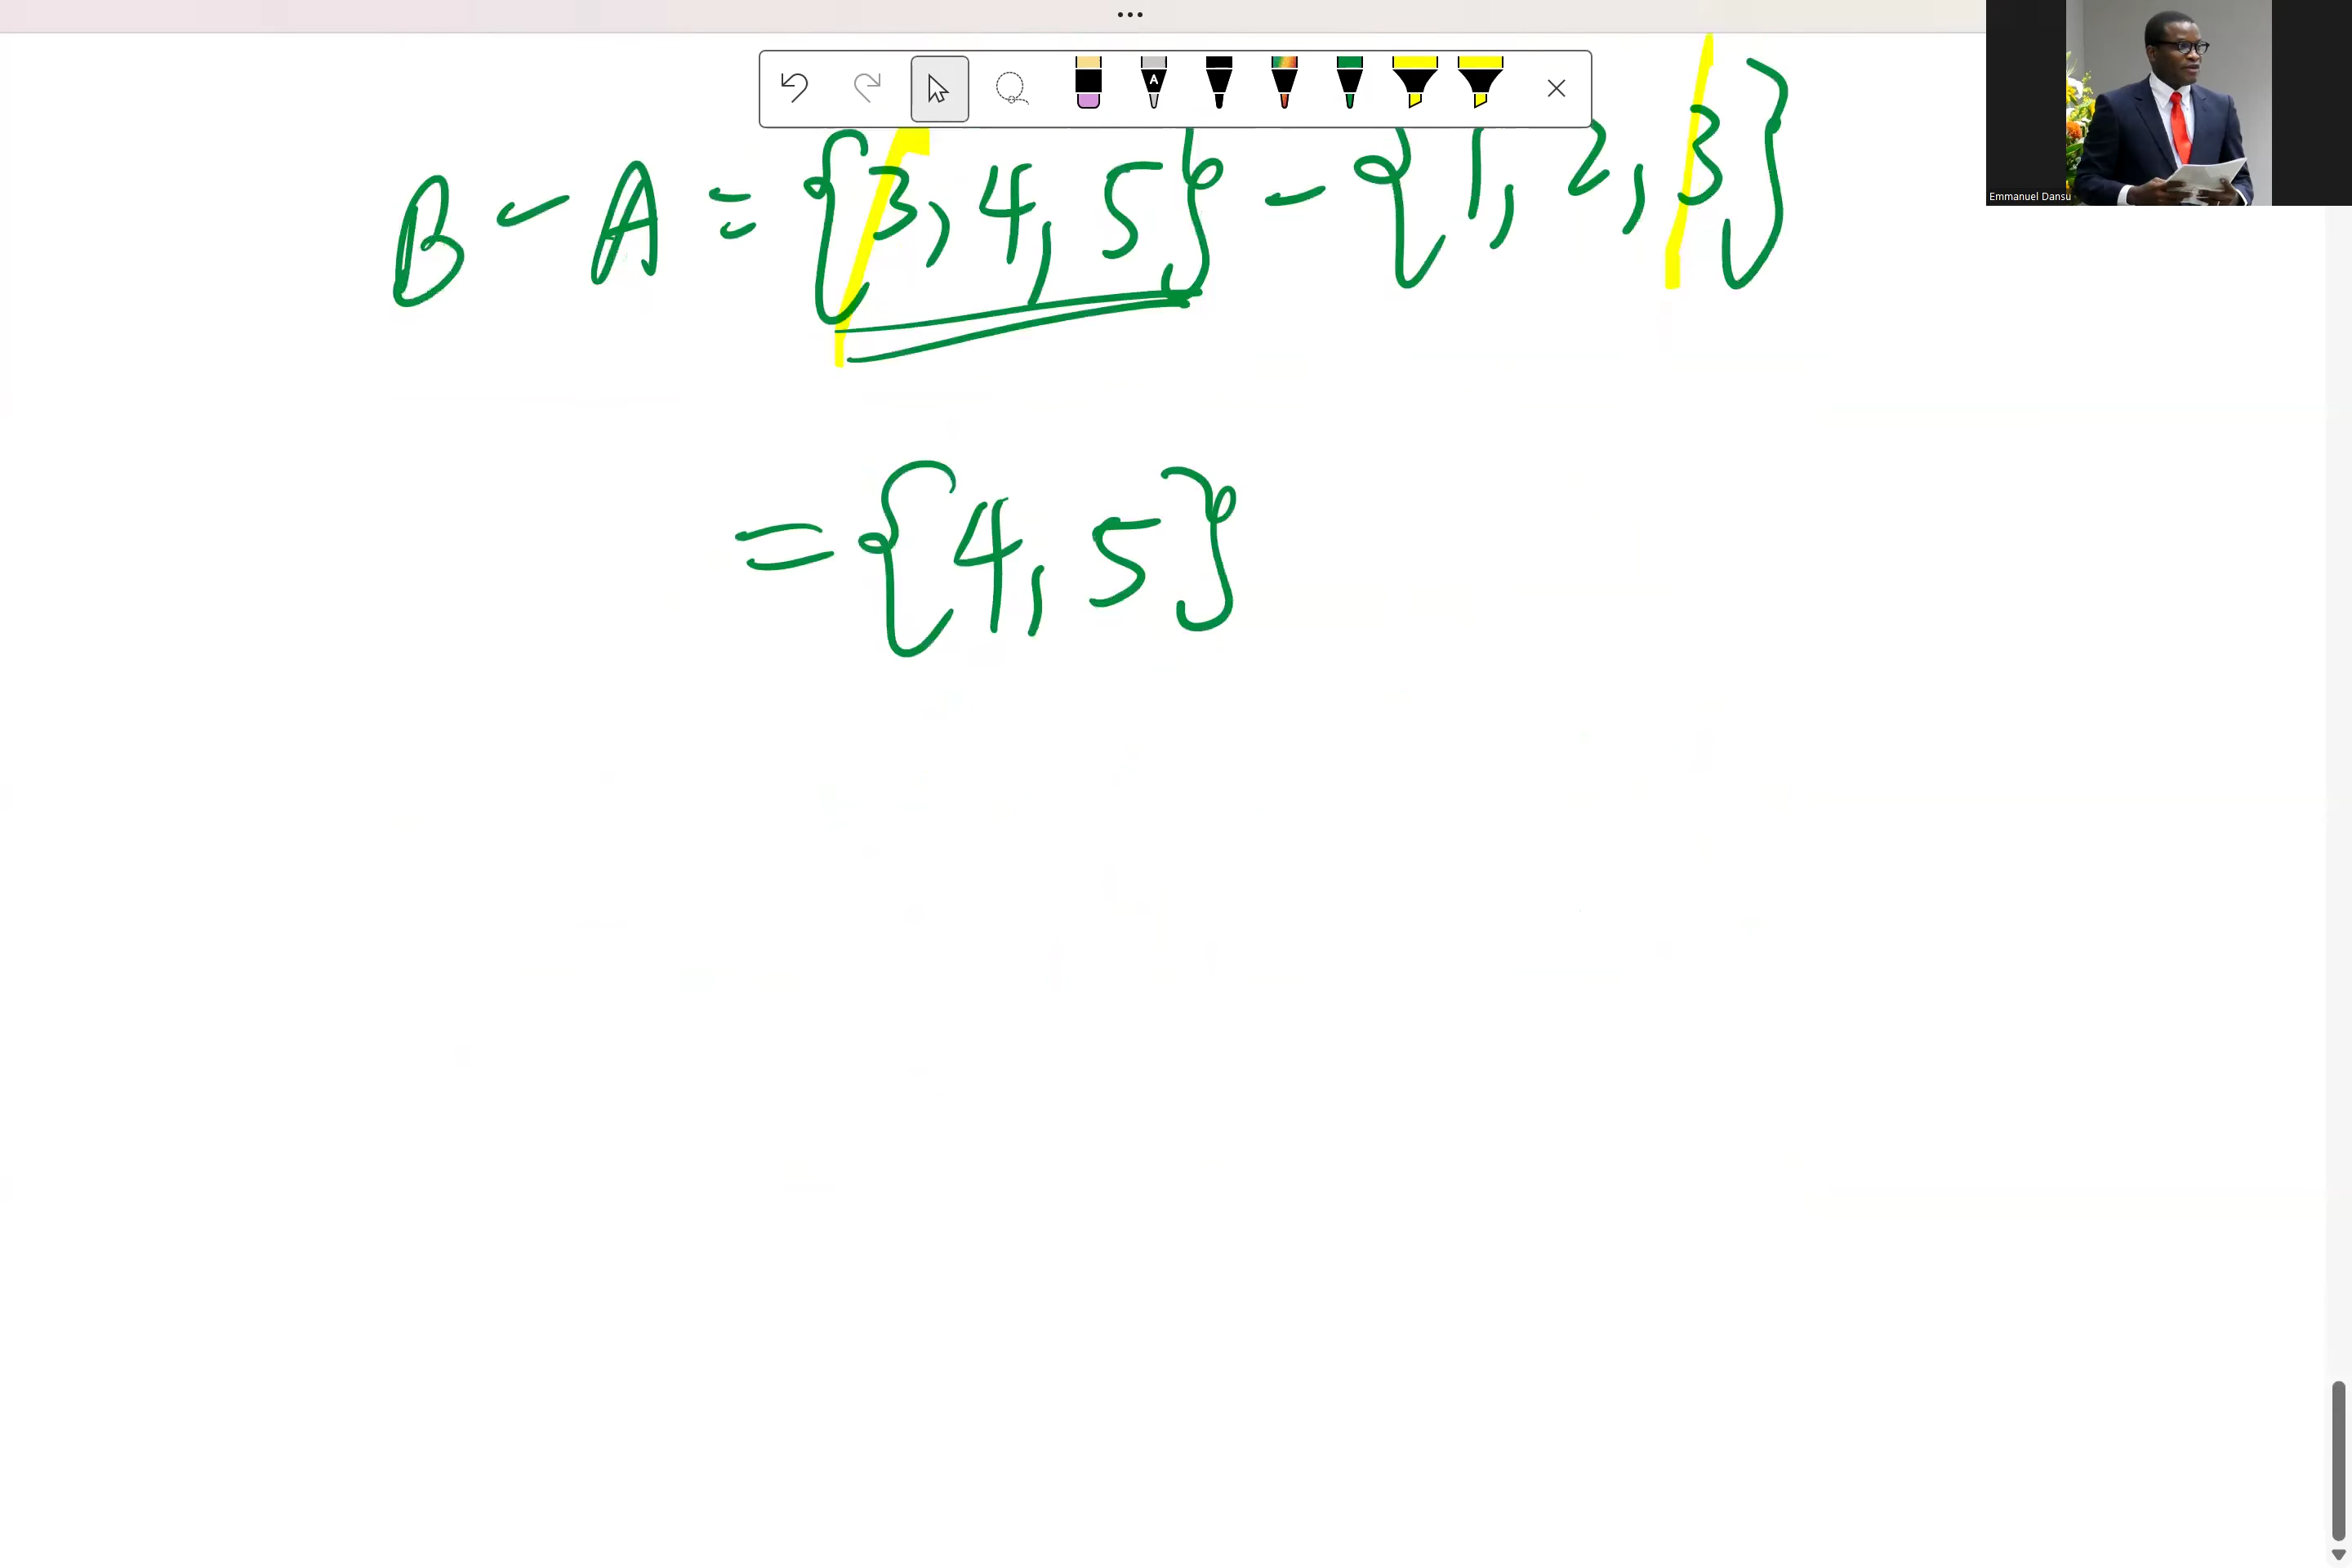 B - A = {3, 4, 5} - {1, 2, 3}
= {4, 5}
A
Emmanuel Dansu